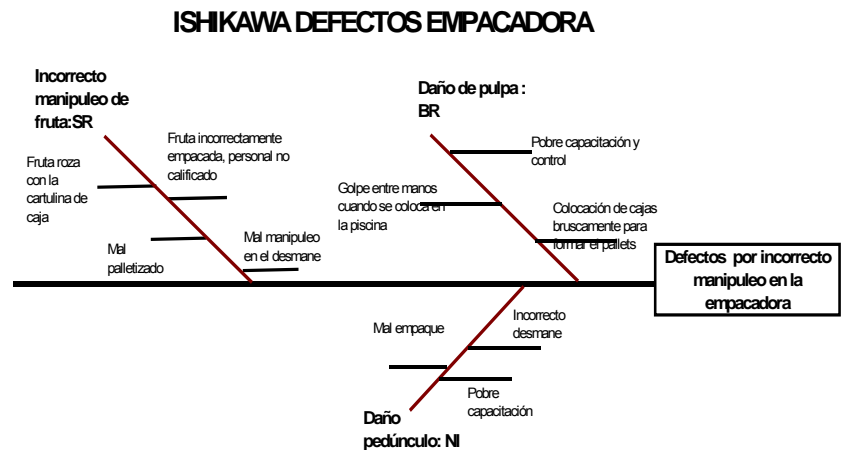 ISHIKAWA DEFECTOS EMPACADORA
Incorrecto
manipuleo de
fruta:SR
Fruta incorrectamente
empacada, personal no
calificado
Fruta roza
con la
cartulina de
caja
Mal
palletizado
Mal manipuleo
en el desmane
Daño de pulpa :
BR
Pobre capacitación y
control
Golpe entre manos
cuando se coloca en
la piscina
Colocación de cajas
bruscamente para
formar el pallets
Defectos por incorrecto
manipuleo en la
empacadora
Mal empaque
Incorrecto
desmane
Pobre
capacitación
Daño
pedúnculo: NI